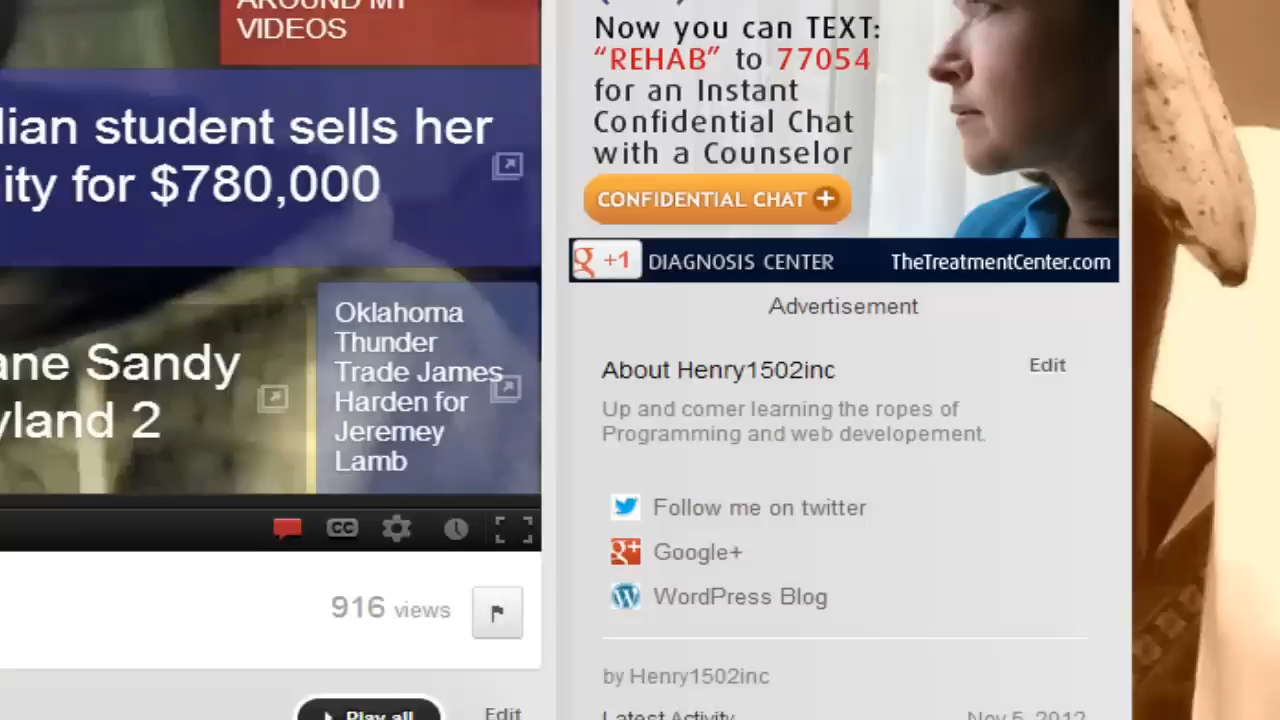 AROUND MY
VIDEOS
lian student sells her
ity for $780,000
ane Sandy
yland 2
Oklahoma
Thunder
Trade James
Harden for
Jeremey
Lamb
CC
916 views
Play all
Edit
Now you can TEXT:
“REHAB” to 77054
for an Instant
Confidential Chat
with a Counselor
CONFIDENTIAL CHAT +
g +1 DIAGNOSIS CENTER TheTreatmentCenter.com
Advertisement
About Henry1502inc Edit
Up and comer learning the ropes of
Programming and web developement.
Follow me on twitter
g+ Google+
W WordPress Blog
by Henry1502inc
Latest Activity Nov 5, 2012